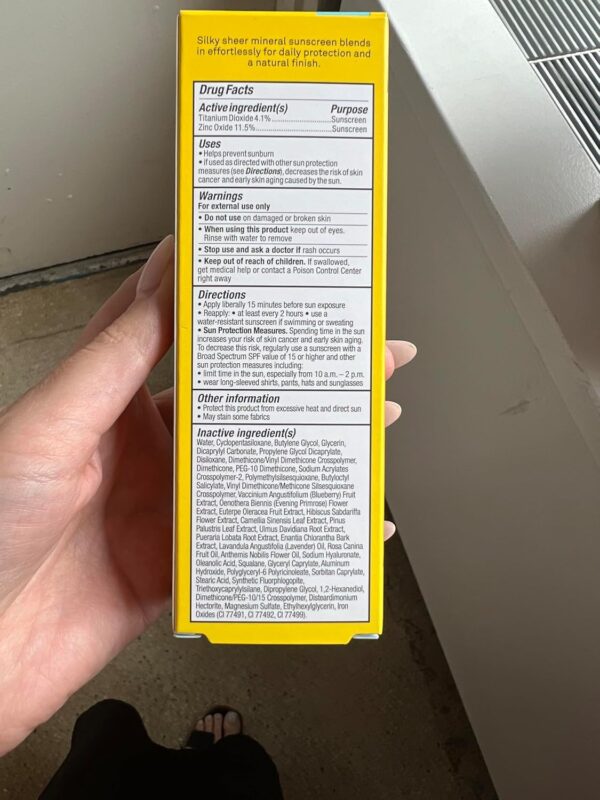 Silky sheer mineral sunscreen blends
in effortlessly for daily protection and
a natural finish.
Drug Facts
Active ingredient(s) Purpose
Titanium Dioxide 4.1%..............................Sunscreen
Zinc Oxide 11.5%....................................Sunscreen
Uses
• Helps prevent sunburn
• if used as directed with other sun protection
measures (see Directions), decreases the risk of skin
cancer and early skin aging caused by the sun.
Warnings
For external use only
• Do not use on damaged or broken skin
• When using this product keep out of eyes.
Rinse with water to remove
• Stop use and ask a doctor if rash occurs
• Keep out of reach of children. If swallowed,
get medical help or contact a Poison Control Center
right away
Directions
• Apply liberally 15 minutes before sun exposure
• Reapply: • at least every 2 hours • use a
water-resistant sunscreen if swimming or sweating
• Sun Protection Measures. Spending time in the sun
increases your risk of skin cancer and early skin aging.
To decrease this risk, regularly use a sunscreen with a
Broad Spectrum SPF value of 15 or higher and other
sun protection measures including:
• limit time in the sun, especially from 10 a.m. – 2 p.m.
• wear long-sleeved shirts, pants, hats and sunglasses
Other information
• Protect this product from excessive heat and direct sun
• May stain some fabrics
Inactive ingredient(s)
Water, Cyclopentasiloxane, Butylene Glycol, Glycerin,
Dicaprylyl Carbonate, Propylene Glycol Dicaprylate,
Disiloxane, Dimethicone/Vinyl Dimethicone Crosspolymer,
Dimethicone, PEG-10 Dimethicone, Sodium Acrylates
Crosspolymer-2, Polymethylsilsesquioxane, Butyloctyl
Salicylate, Vinyl Dimethicone/Methicone Silsesquioxane
Crosspolymer, Vaccinium Angustifolium (Blueberry) Fruit
Extract, Oenothera Biennis (Evening Primrose) Flower
Extract, Euterpe Oleracea Fruit Extract, Hibiscus Sabdariffa
Flower Extract, Camellia Sinensis Leaf Extract, Pinus
Palustris Leaf Extract, Ulmus Davidiana Root Extract,
Pueraria Lobata Root Extract, Enantia Chlorantha Bark
Extract, Lavandula Angustifolia (Lavender) Oil, Rosa Canina
Fruit Oil, Anthemis Nobilis Flower Oil, Sodium Hyaluronate,
Oleanolic Acid, Squalane, Glyceryl Caprylate, Aluminum
Hydroxide, Polyglyceryl-6 Polyricinoleate, Sorbitan Caprylate,
Stearic Acid, Synthetic Fluorphlogopite,
Triethoxycaprylylsilane, Dipropylene Glycol, 1,2-Hexanediol,
Dimethicone/PEG-10/15 Crosspolymer, Disteardimonium
Hectorite, Magnesium Sulfate, Ethylhexylglycerin, Iron
Oxides (CI 77491, CI 77492, CI 77499).